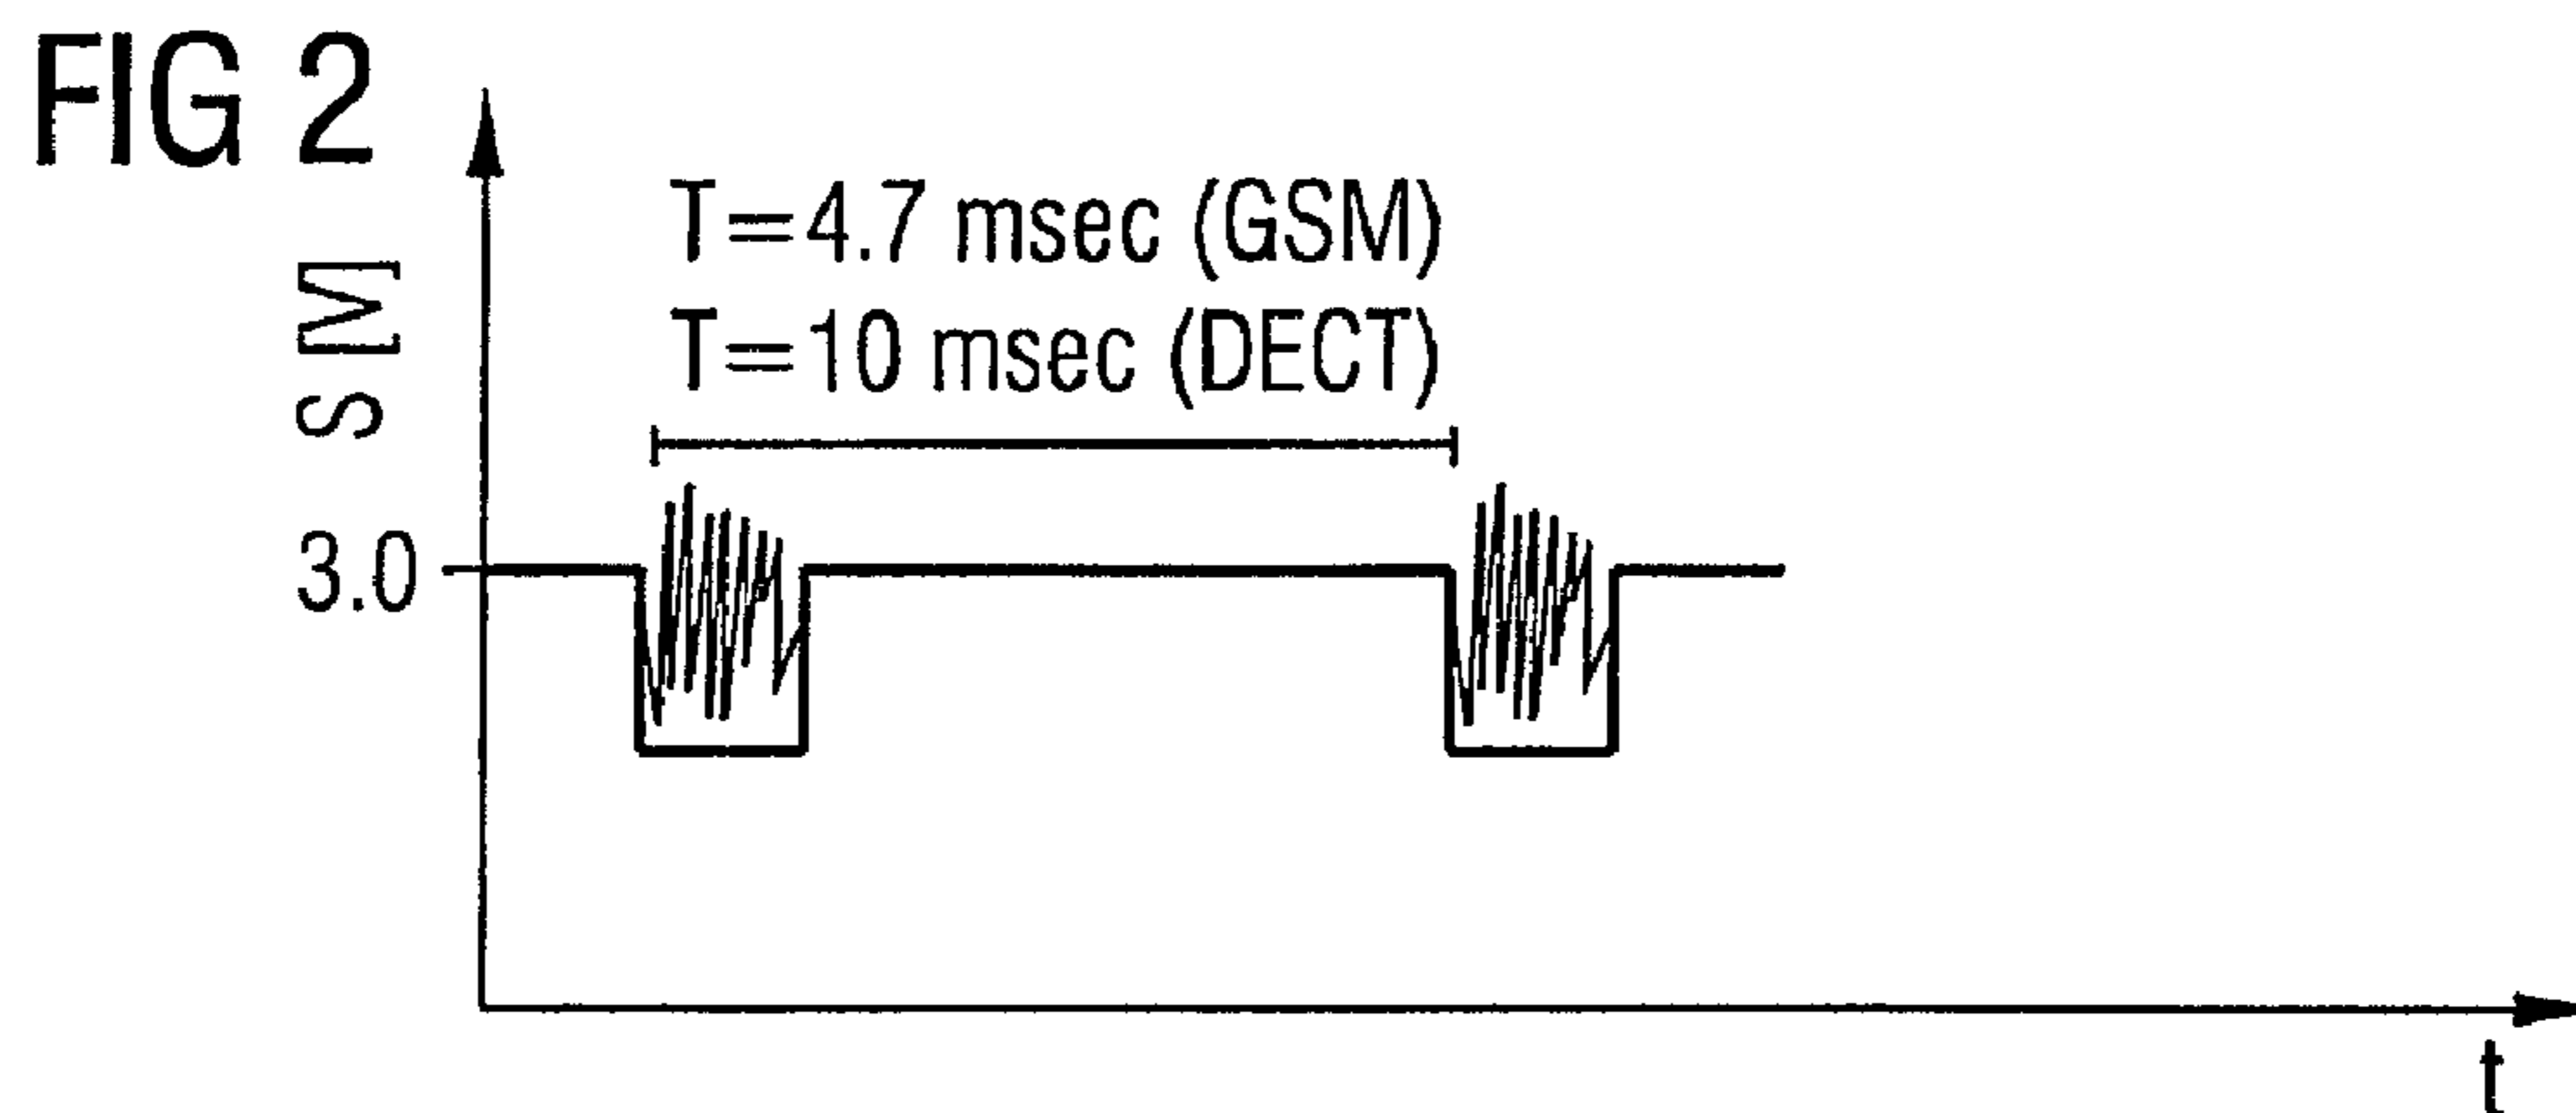 FIG 2
S [V]
T=4.7 msec (GSM)
T=10 msec (DECT)
3.0
t